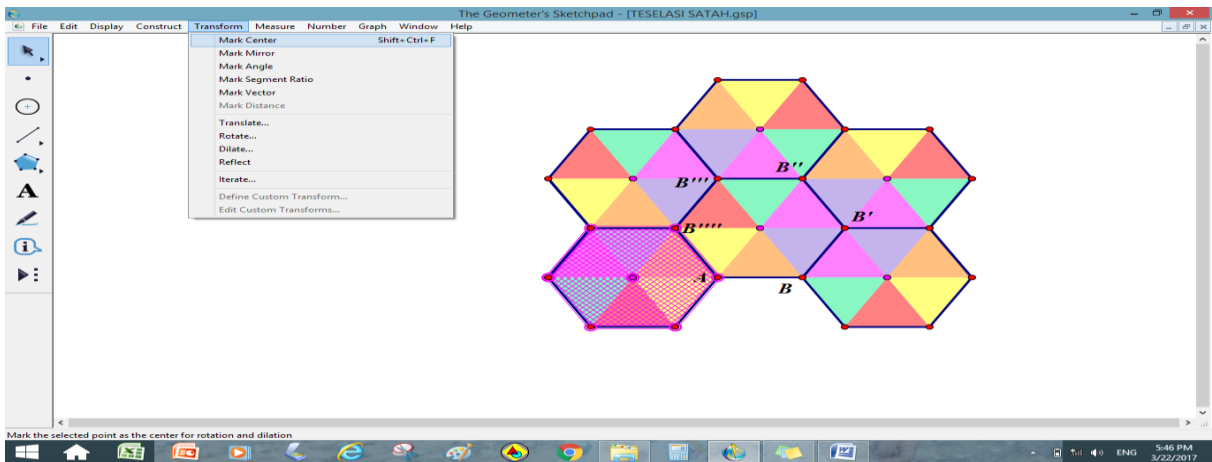 The Geometer's Sketchpad - [TESELASI SATAH.gsp]
File Edit Display Construct Transform Measure Number Graph Window Help
Mark Center Shift+Ctrl+F
Mark Mirror
Mark Angle
Mark Segment Ratio
Mark Vector
Mark Distance
Translate...
Rotate...
Dilate...
Reflect
Iterate...
Define Custom Transform...
Edit Custom Transforms...
A
B''
B'''
B'
B''''
A
B
Mark the selected point as the center for rotation and dilation
ENG
5:46 PM
3/22/2017